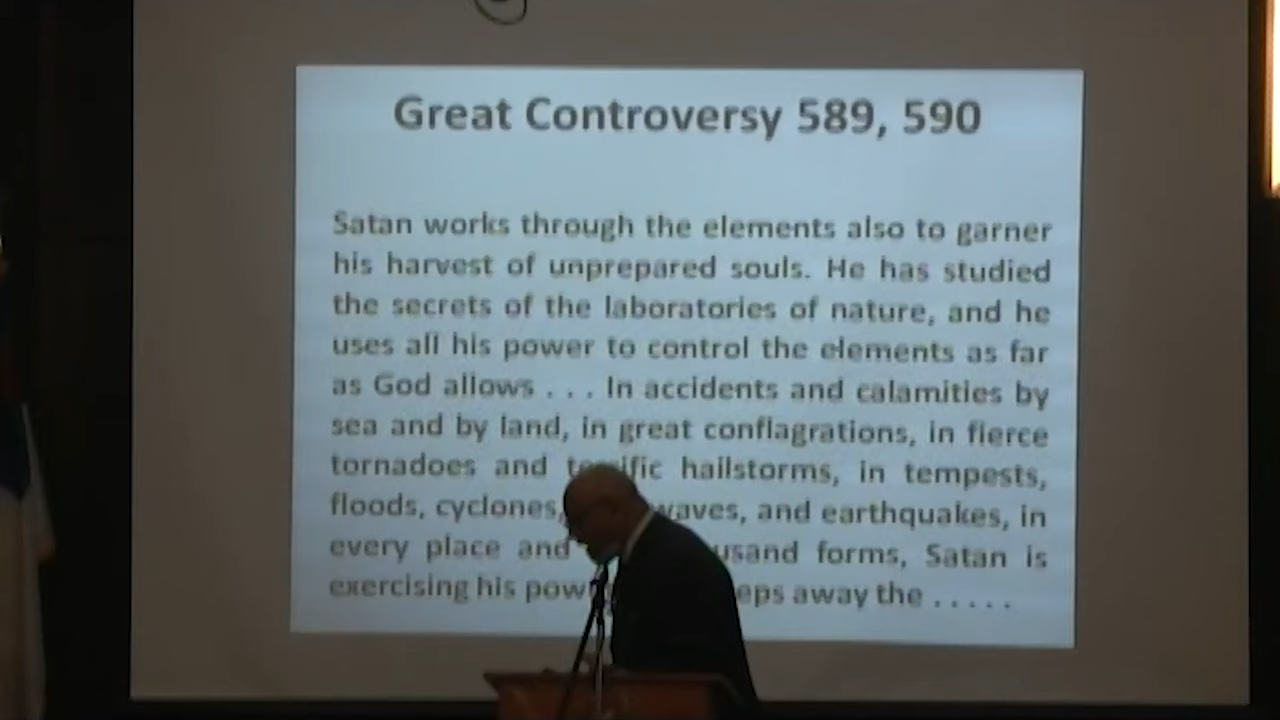 Great Controversy 589, 590
Satan works through the elements also to garner
his harvest of unprepared souls. He has studied
the secrets of the laboratories of nature, and he
uses all his power to control the elements as far
as God allows . . . In accidents and calamities by
sea and by land, in great conflagrations, in fierce
tornadoes and terrific hailstorms, in tempests,
floods, cyclones, waves, and earthquakes, in
every place and forms, Satan is
exercising his away the . . . . .